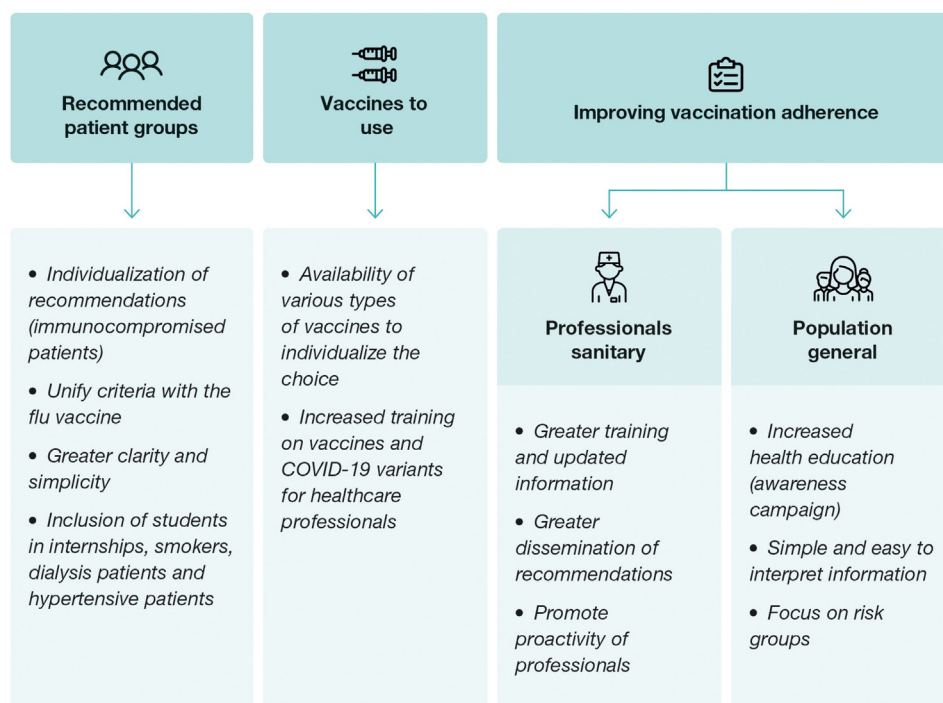 Recommended
patient groups
• Individualization of
recommendations
(immunocompromised
patients)
• Unify criteria with the
flu vaccine
• Greater clarity and
simplicity
• Inclusion of students
in internships, smokers,
dialysis patients and
hypertensive patients
Vaccines to
use
• Availability of
various types
of vaccines to
individualize the
choice
• Increased training
on vaccines and
COVID-19 variants
for healthcare
professionals
Improving vaccination adherence
Professionals
sanitary
• Greater training
and updated
information
• Greater
dissemination of
recommendations
• Promote
proactivity of
professionals
Population
general
• Increased
health education
(awareness
campaign)
• Simple and easy to
interpret information
• Focus on risk
groups